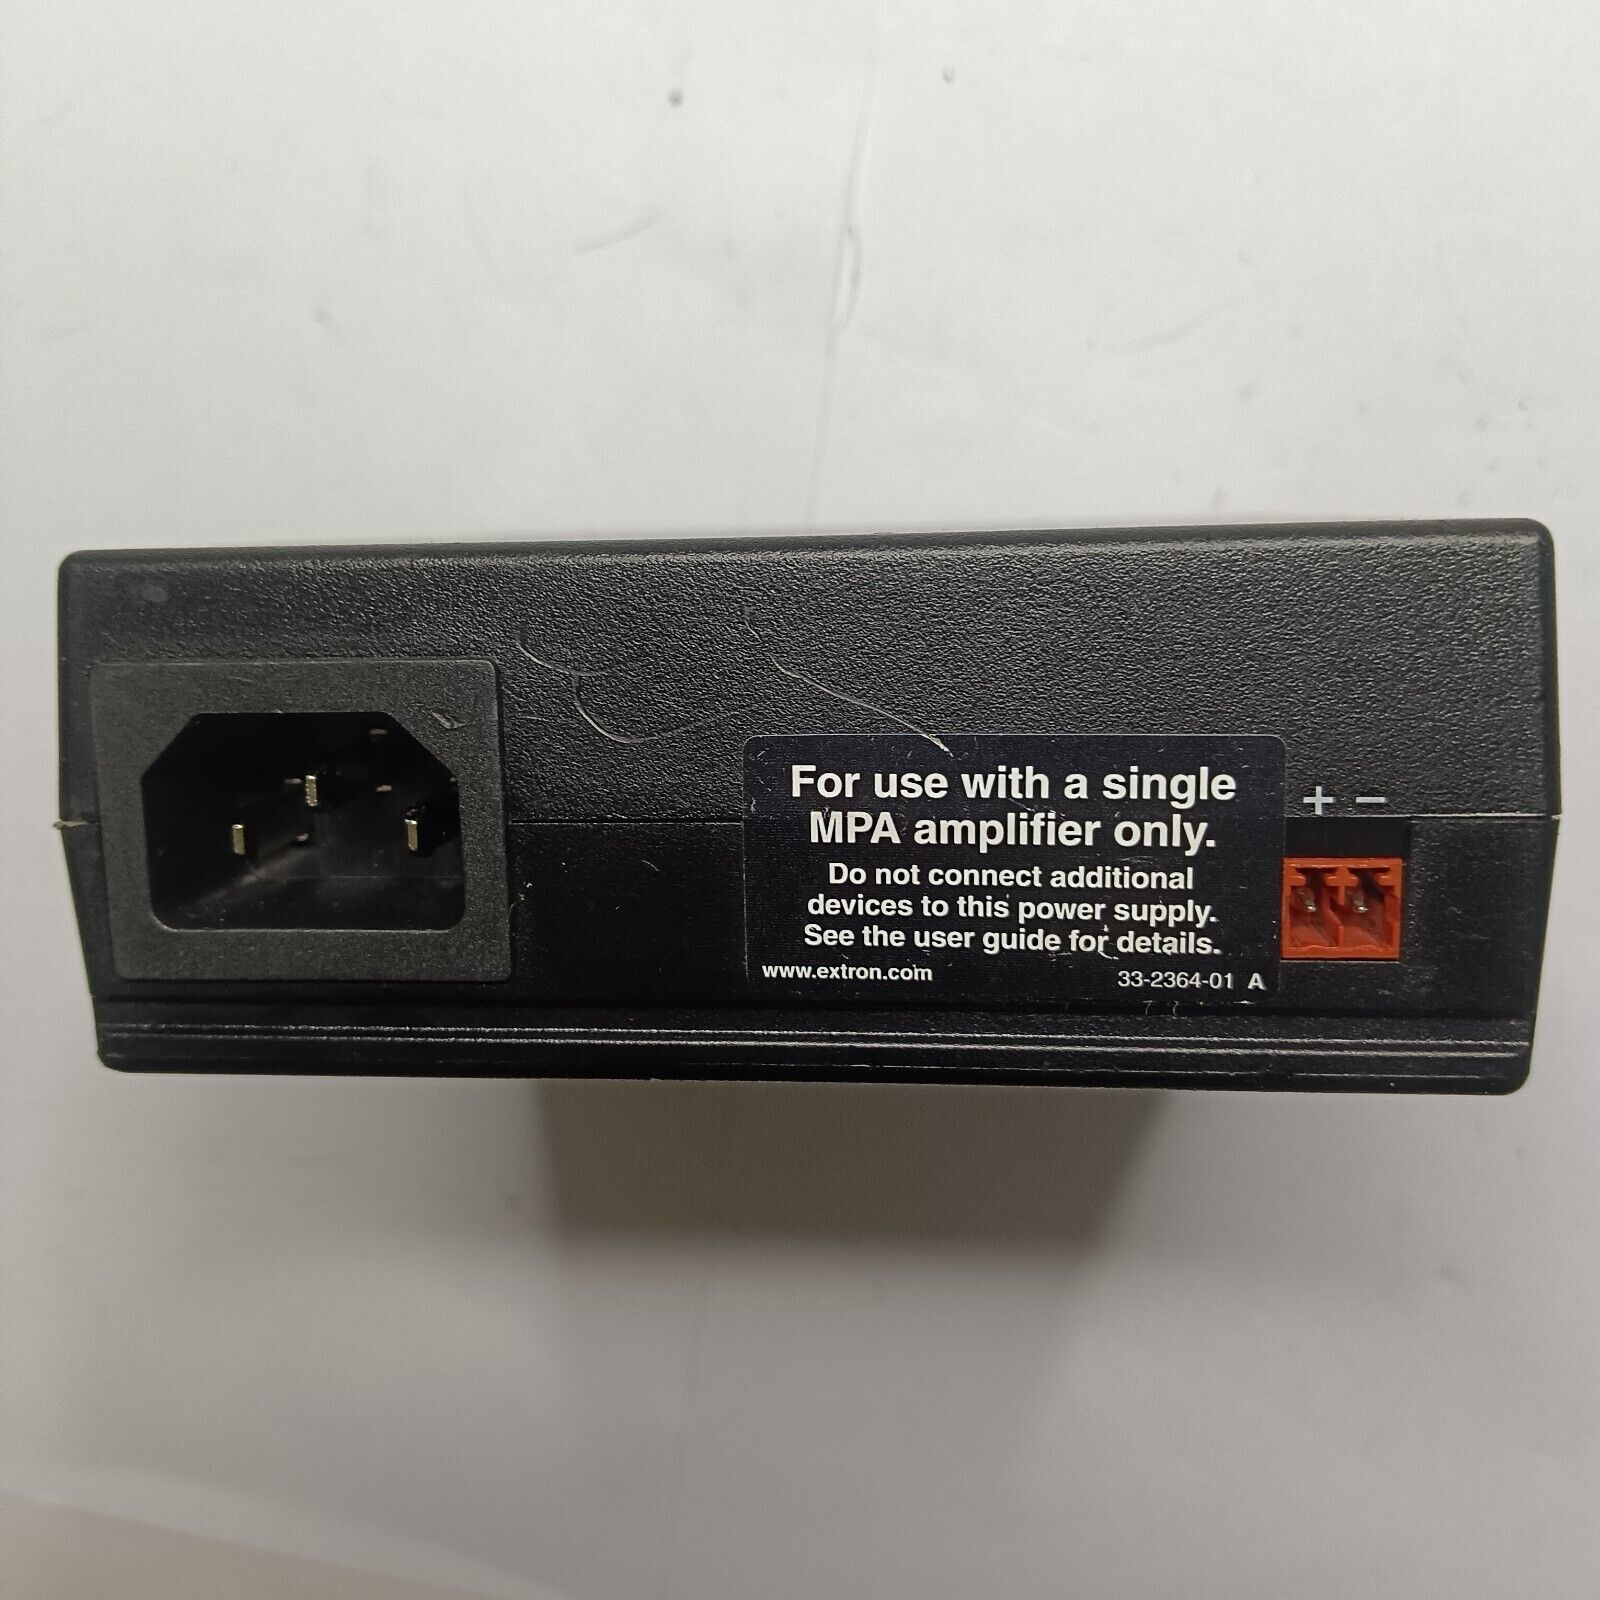 For use with a single
MPA amplifier only.
Do not connect additional
devices to this power supply.
See the user guide for details.
www.extron.com 33-2364-01 A
+ −